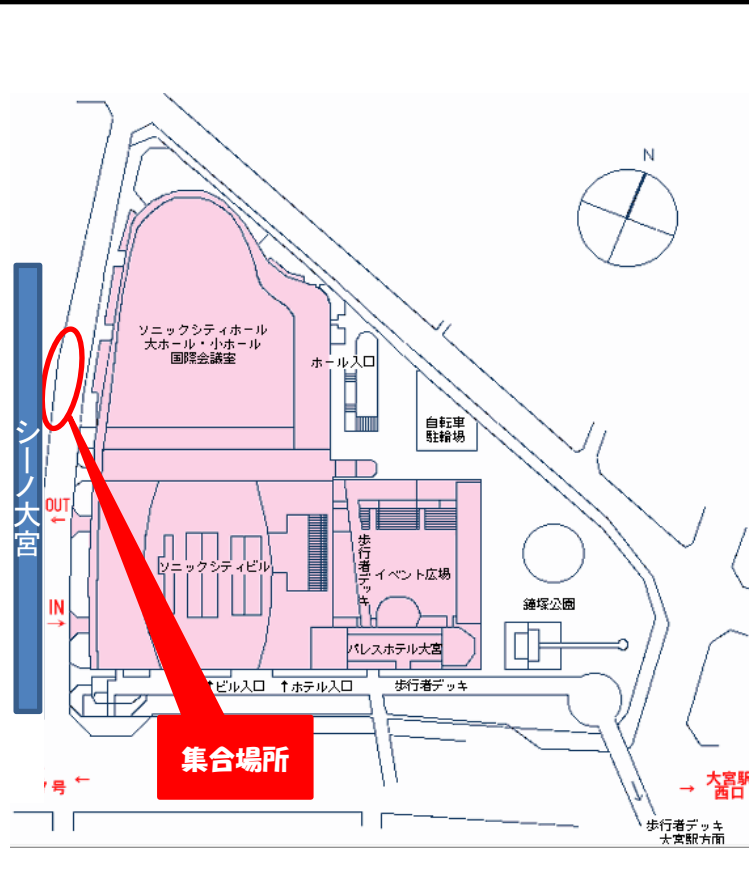 N
ソニックシティホール
大ホール・小ホール
国際会議室
ホール入口
自転車
駐輪場
シーノ大宮
OUT
←
歩行者デッキ
ソニックシティビル
イベント広場
IN
→
鐘塚公園
パレスホテル大宮
↑ビル入口
↑ホテル入口
歩行者デッキ
集合場所
号 ←
→ 大宮駅
西口
歩行者デッキ
大宮駅方面